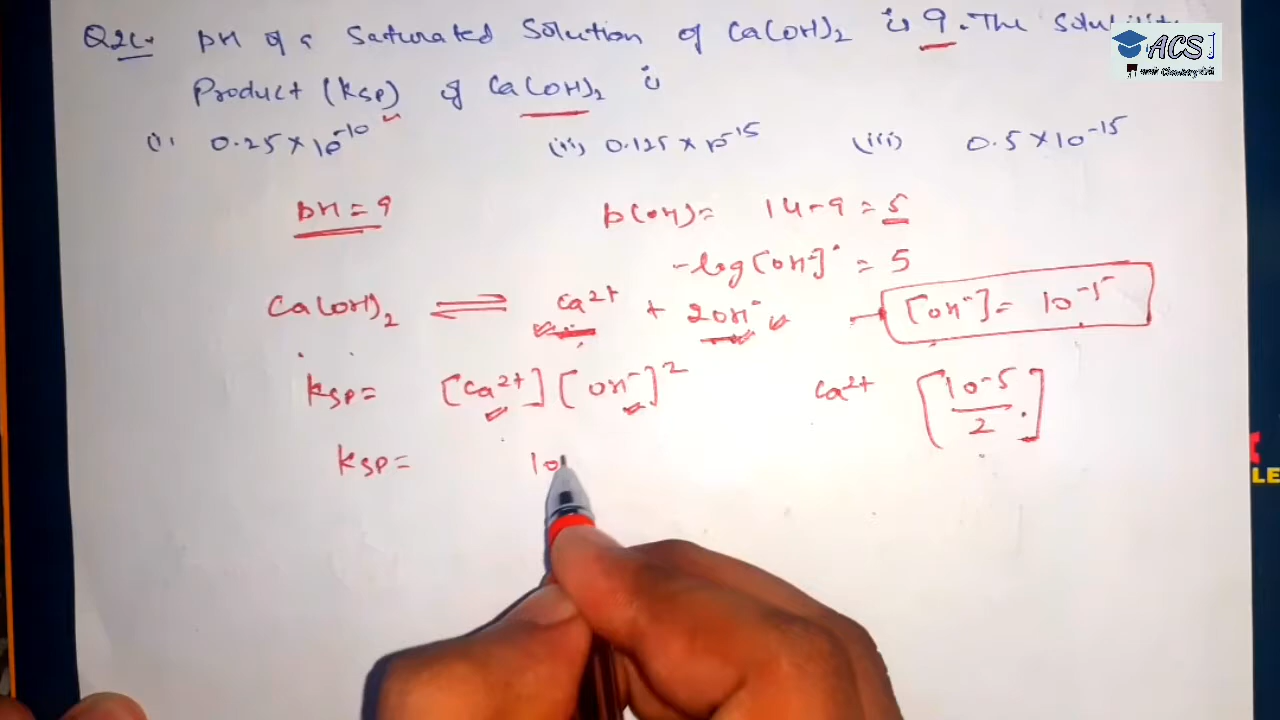 Q26. pH of a Saturated Solution of Ca(OH)2 is 9. The
Product (Ksp) of Ca(OH)2 is
(i) 0.25×10^-10 (ii) 0.125×10^-15 (iii) 0.5×10^-15
pH = 9 p(OH) = 14-9 = 5
-log[OH-] = 5
Ca(OH)2 ⇌ Ca2+ + 2OH- → [OH-] = 10^-5
Ksp = [Ca2+] [OH-]^2 Ca2+ [10^-5/2]
Ksp = 10
ACS